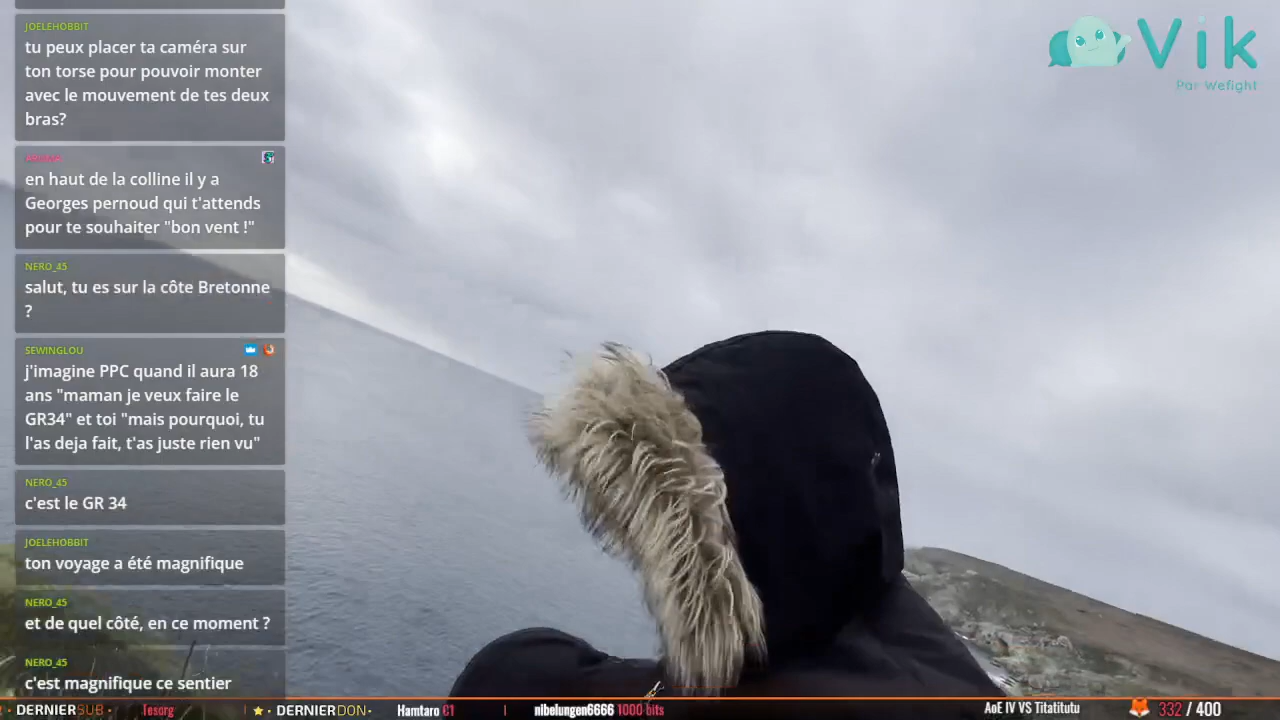 JOELEHOBBIT
tu peux placer ta caméra sur
ton torse pour pouvoir monter
avec le mouvement de tes deux
bras?
en haut de la colline il y a
Georges pernoud qui t'attends
pour te souhaiter "bon vent !"
NERO_45
salut, tu es sur la côte Bretonne
?
SEWINGLOU
j'imagine PPC quand il aura 18
ans "maman je veux faire le
GR34" et toi "mais pourquoi, tu
l'as deja fait, t'as juste rien vu"
NERO_45
c'est le GR 34
JOELEHOBBIT
ton voyage a été magnifique
NERO_45
et de quel côté, en ce moment ?
NERO_45
c'est magnifique ce sentier
Vik
Par Wefight
· DERNIERSUB · Tesorg · DERNIERDON · Hamtaro €1 | nibelungen6666 1000 bits AoE IV VS Titatitutu 332 / 400